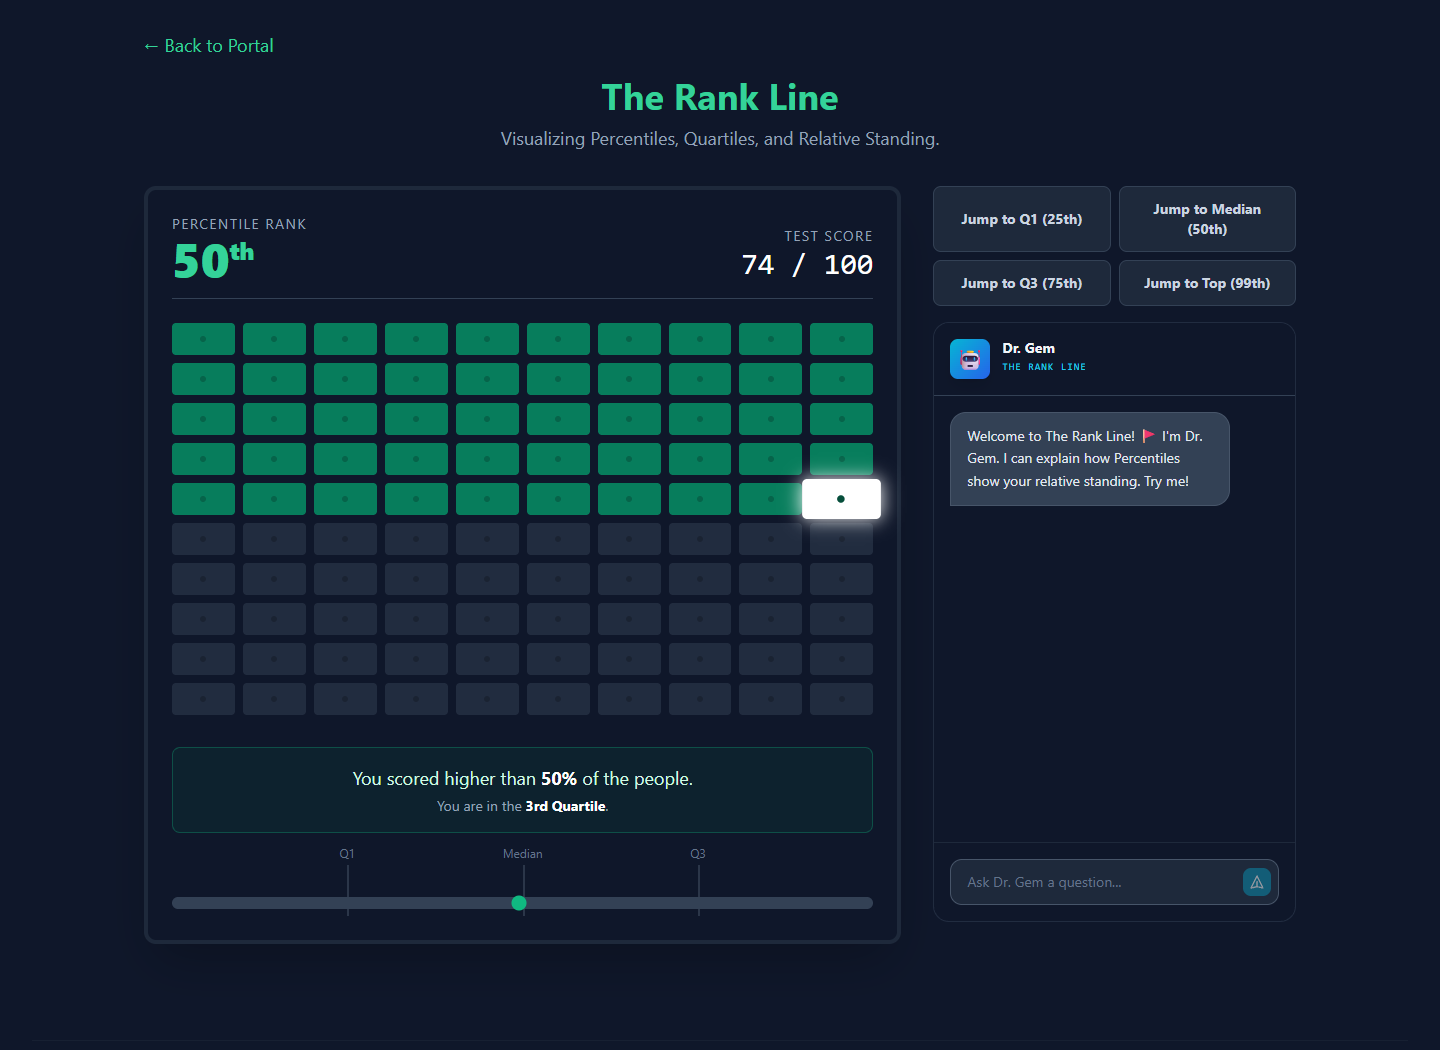 ← Back to Portal
The Rank Line
Visualizing Percentiles, Quartiles, and Relative Standing.
PERCENTILE RANK
50th
TEST SCORE
74 / 100
You scored higher than 50% of the people.
You are in the 3rd Quartile.
Q1
Median
Q3
Jump to Q1 (25th)
Jump to Median
(50th)
Jump to Q3 (75th)
Jump to Top (99th)
Dr. Gem
THE RANK LINE
Welcome to The Rank Line! 🚩 I'm Dr.
Gem. I can explain how Percentiles
show your relative standing. Try me!
Ask Dr. Gem a question...